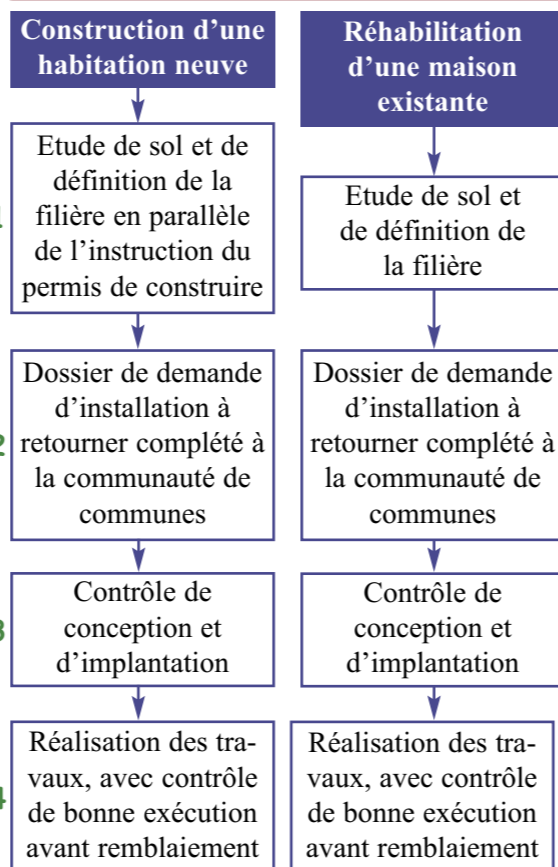 Construction d’une
habitation neuve
Réhabilitation
d’une maison
existante
Etude de sol et de
définition de la
filière en parallèle
de l’instruction du
permis de construire
Etude de sol et
de définition de
la filière
Dossier de demande
d’installation à
retourner complété à
la communauté de
communes
Dossier de demande
d’installation à
retourner complété à
la communauté de
communes
Contrôle de
conception et
d’implantation
Contrôle de
conception et
d’implantation
Réalisation des tra-
vaux, avec contrôle
de bonne exécution
avant remblaiement
Réalisation des tra-
vaux, avec contrôle
de bonne exécution
avant remblaiement